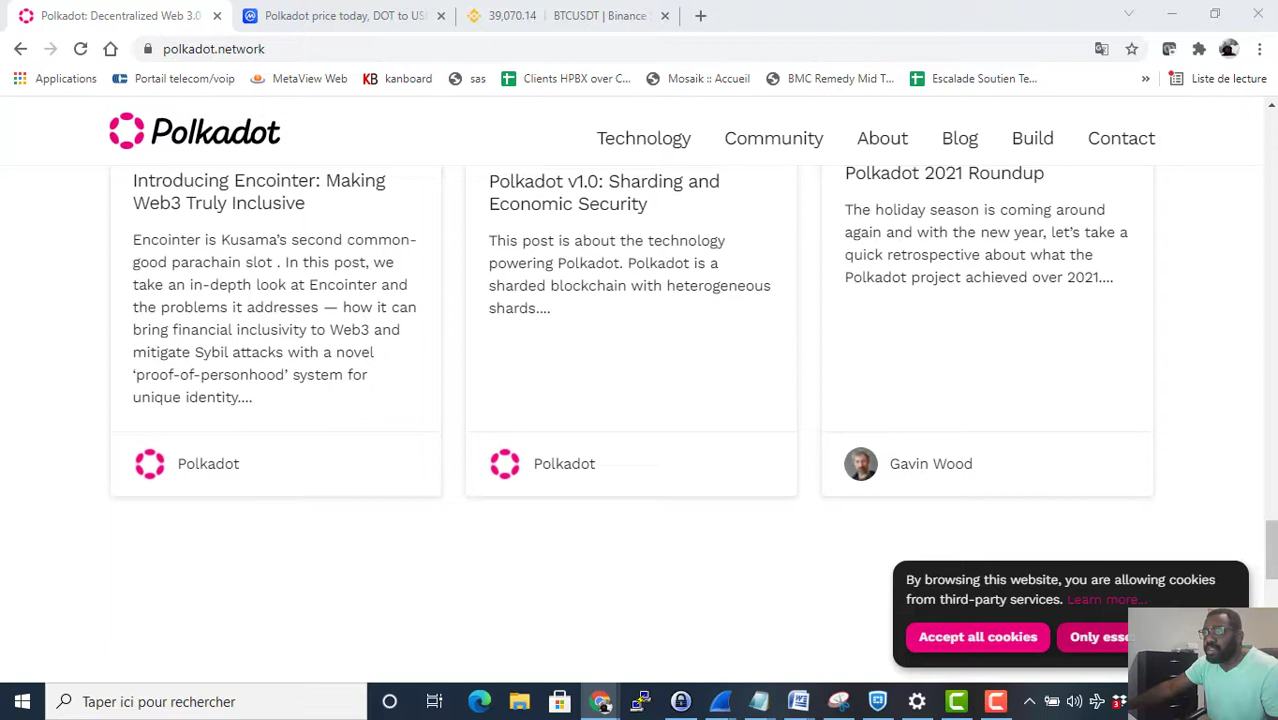 Polkadot: Decentralized Web 3.0
Polkadot price today, DOT to US
39,070.14 | BTCUSDT | Binance
polkadot.network
Applications
Portail telecom/voip
MetaView Web
KB kanboard
sas
Clients HPBX over C...
Mosaik :: Accueil
BMC Remedy Mid T...
Escalade Soutien Te...
»
Liste de lecture
Polkadot
Technology
Community
About
Blog
Build
Contact
Introducing Encointer: Making
Web3 Truly Inclusive
Encointer is Kusama’s second common-
good parachain slot . In this post, we
take an in-depth look at Encointer and
the problems it addresses — how it can
bring financial inclusivity to Web3 and
mitigate Sybil attacks with a novel
‘proof-of-personhood’ system for
unique identity....
Polkadot
Polkadot v1.0: Sharding and
Economic Security
This post is about the technology
powering Polkadot. Polkadot is a
sharded blockchain with heterogeneous
shards....
Polkadot
Polkadot 2021 Roundup
The holiday season is coming around
again and with the new year, let’s take a
quick retrospective about what the
Polkadot project achieved over 2021....
Gavin Wood
By browsing this website, you are allowing cookies
from third-party services. Learn more...
Accept all cookies
Only esse
Taper ici pour rechercher